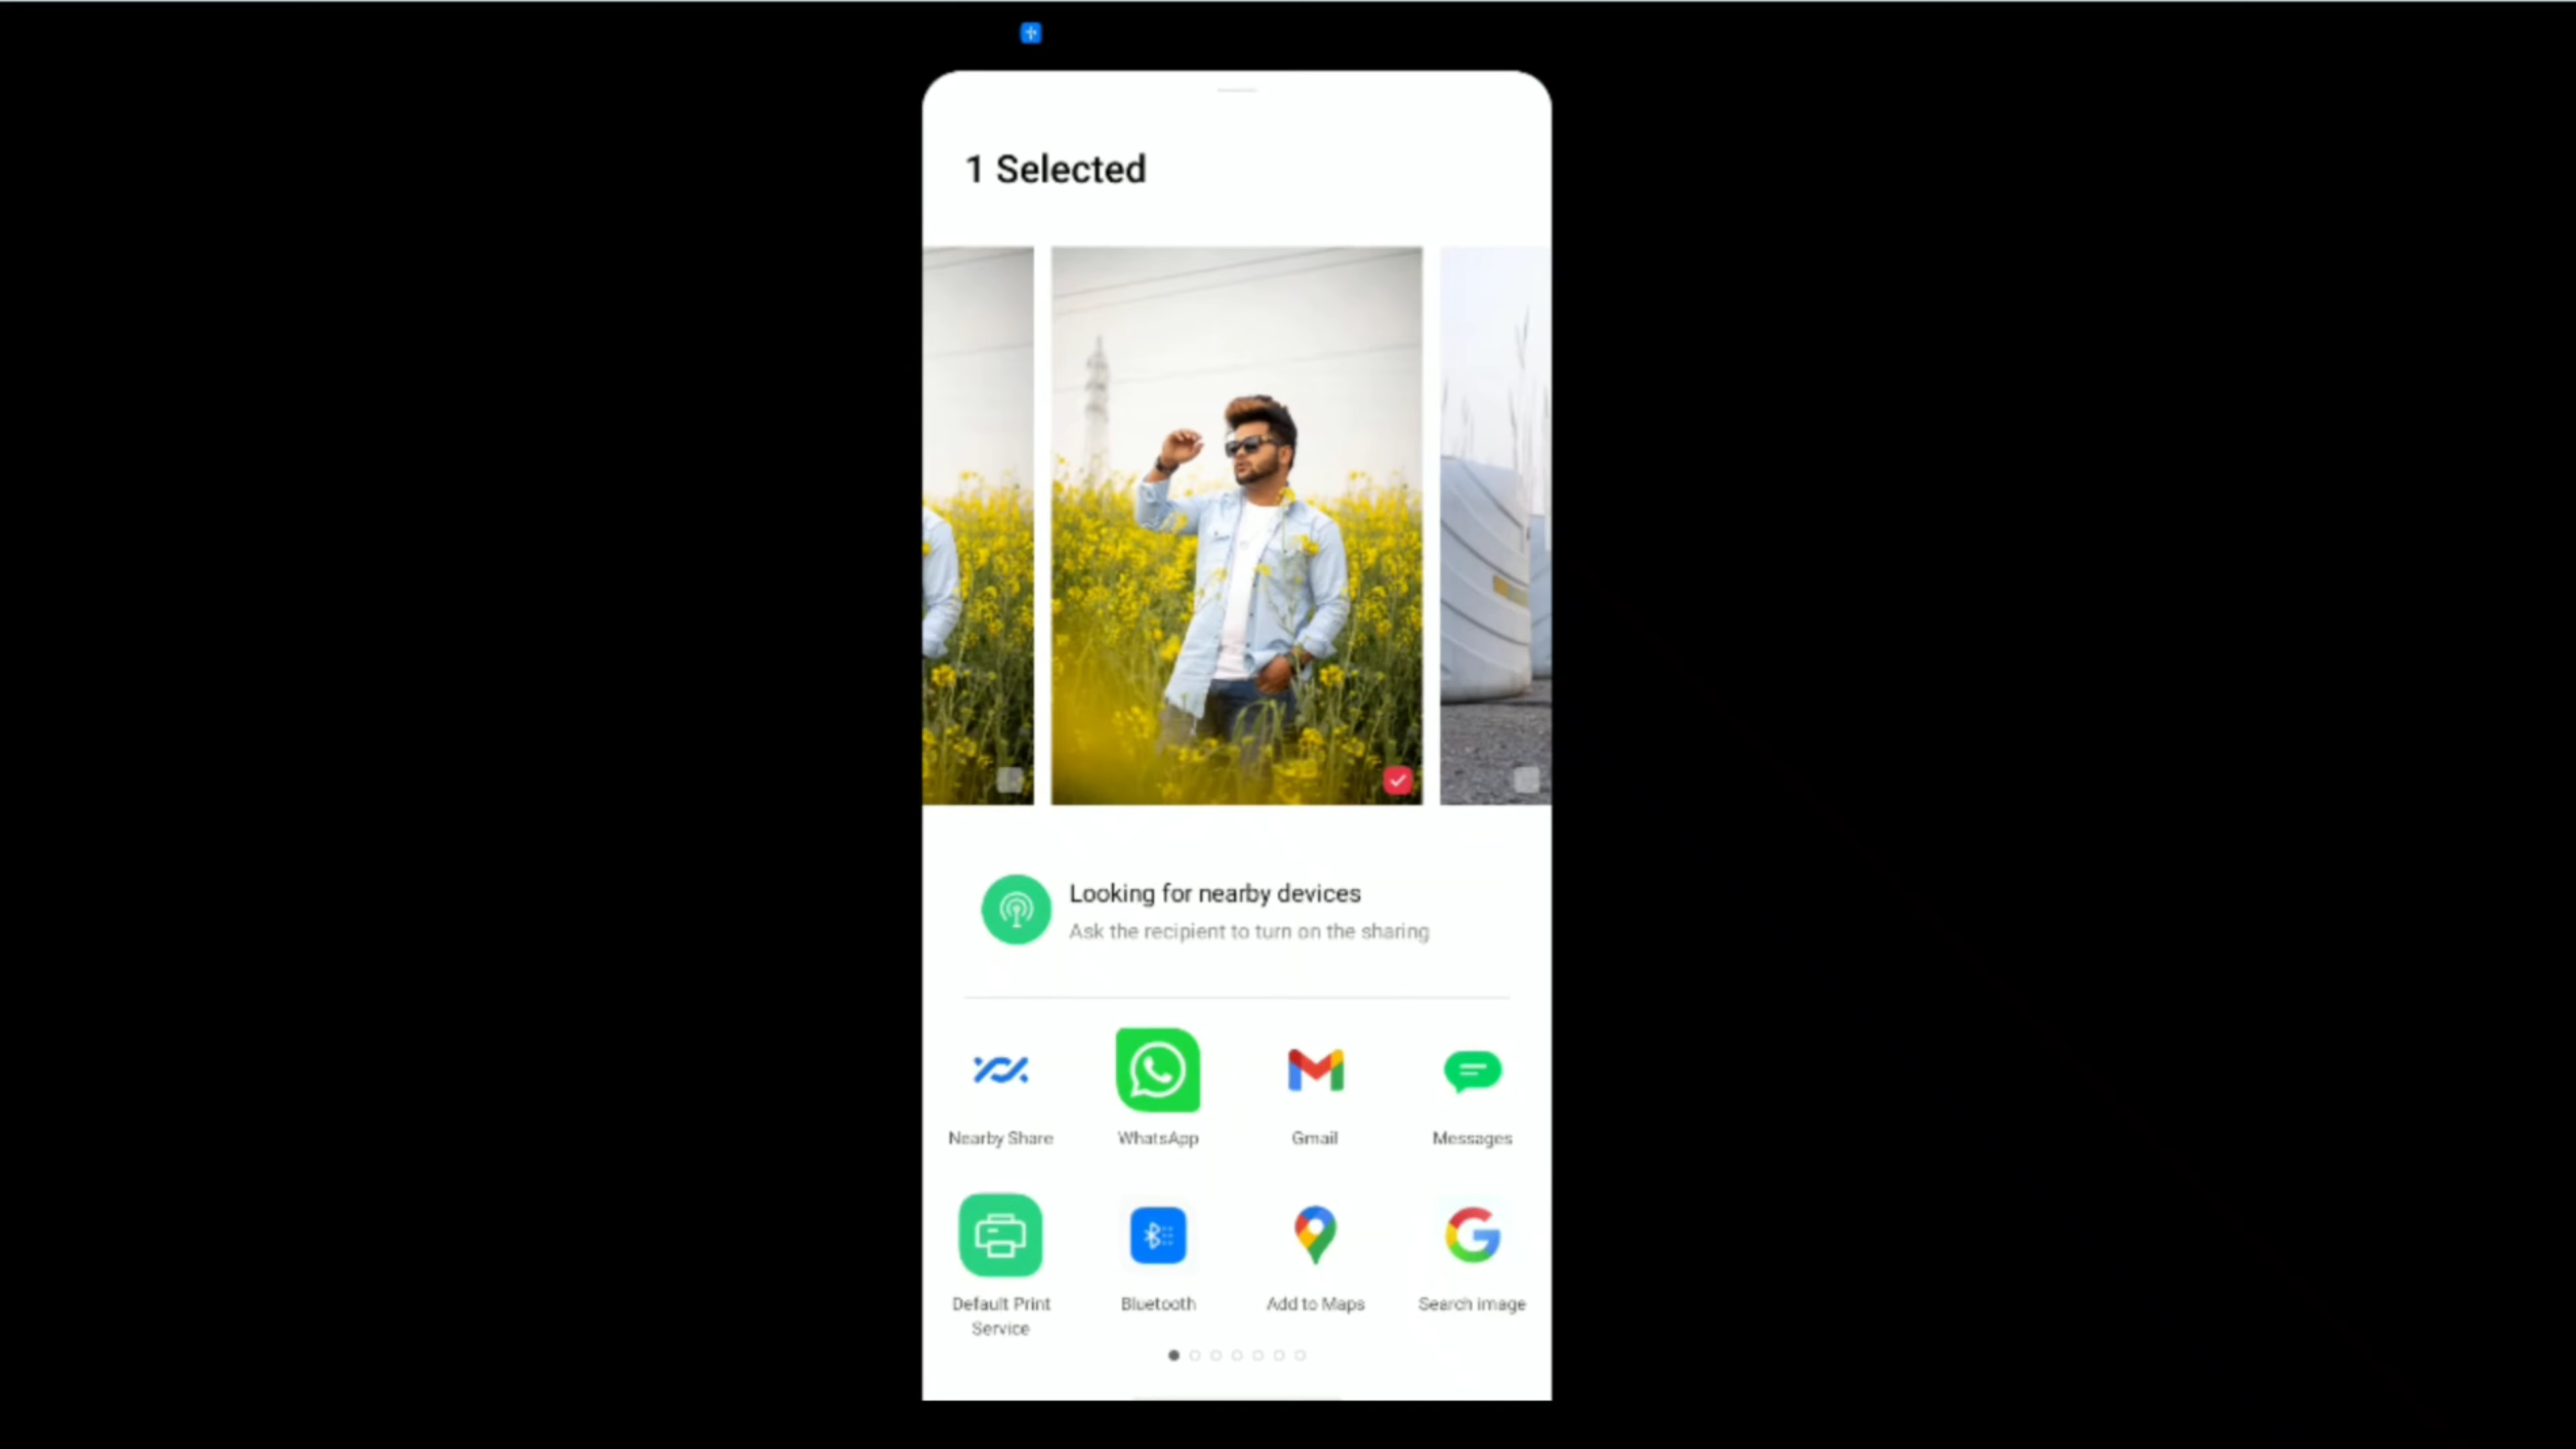 1 Selected
Looking for nearby devices
Ask the recipient to turn on the sharing
Nearby Share
WhatsApp
Gmail
Messages
Default Print
Service
Bluetooth
Add to Maps
Search image